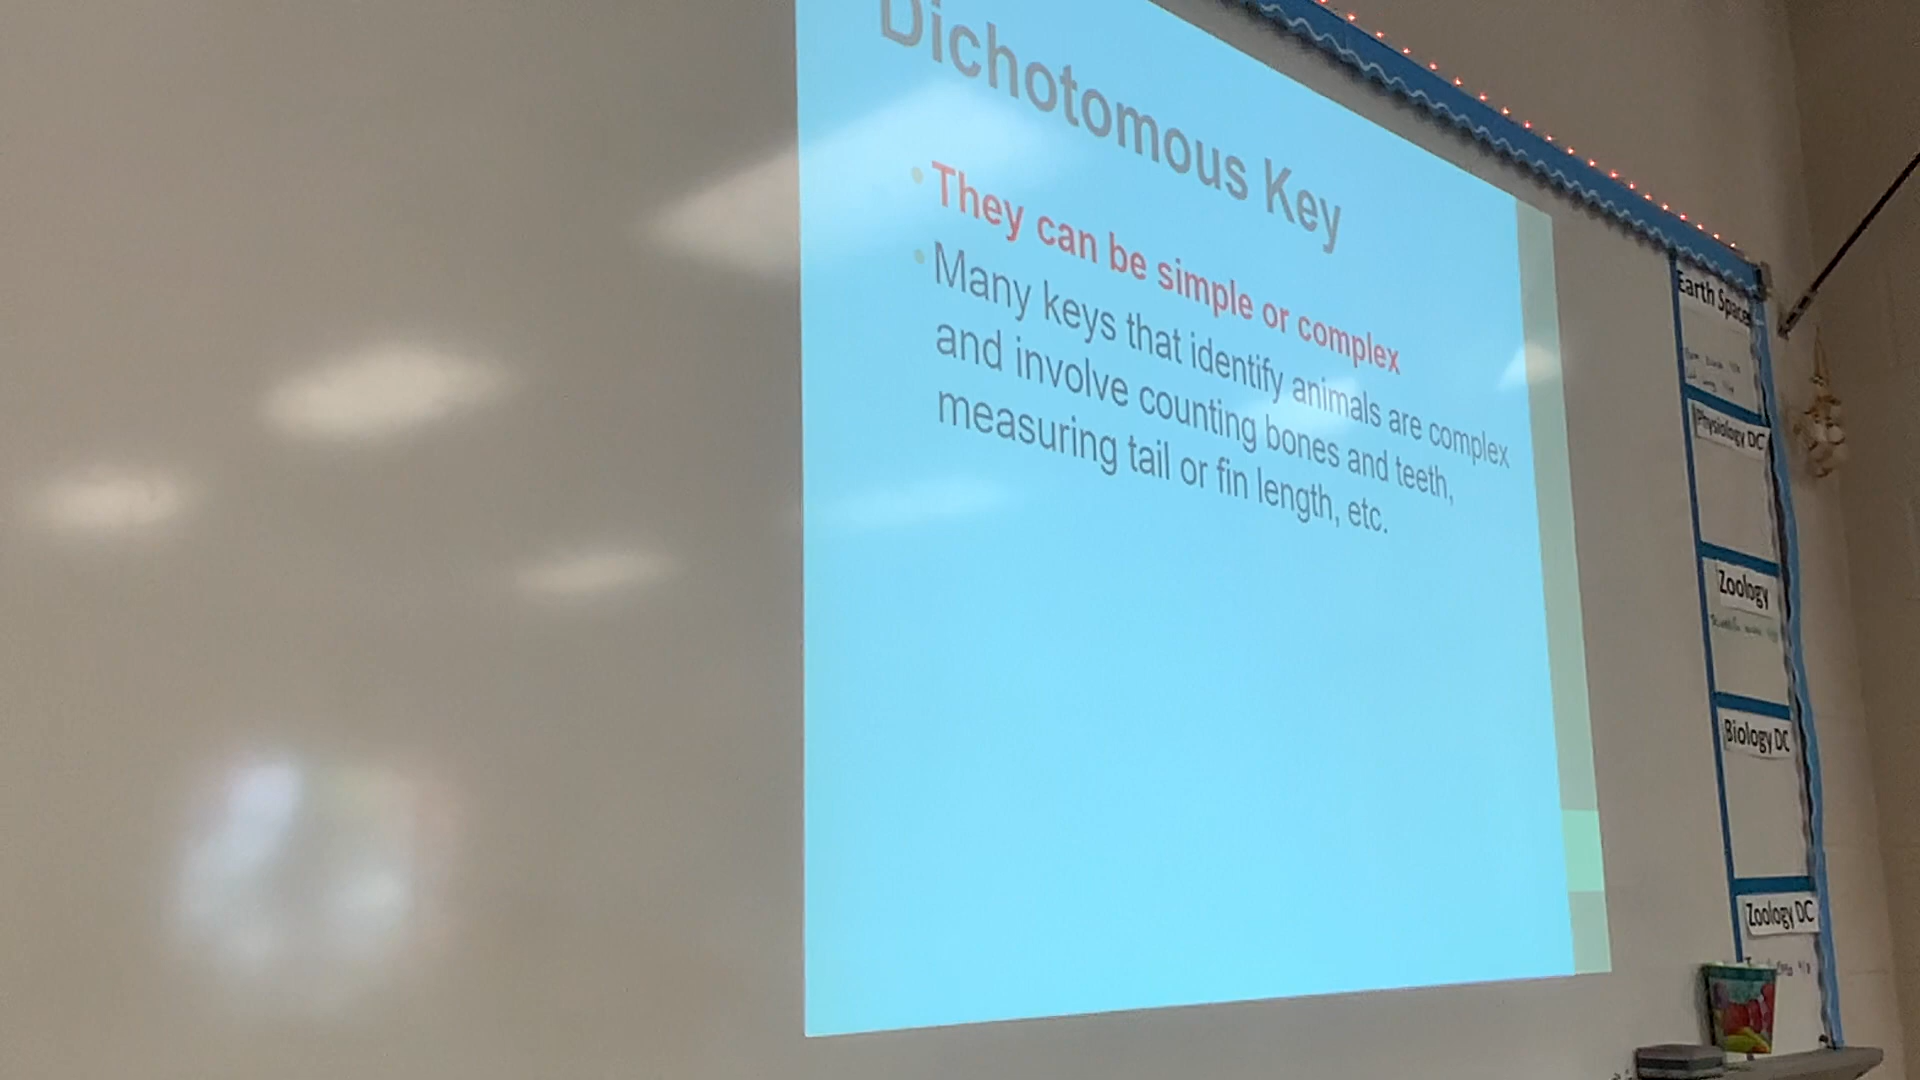 Dichotomous Key
They can be simple or complex
Many keys that identify animals are complex
and involve counting bones and teeth,
measuring tail or fin length, etc.
Earth Space
Physiology DC
Zoology
Biology DC
Zoology DC